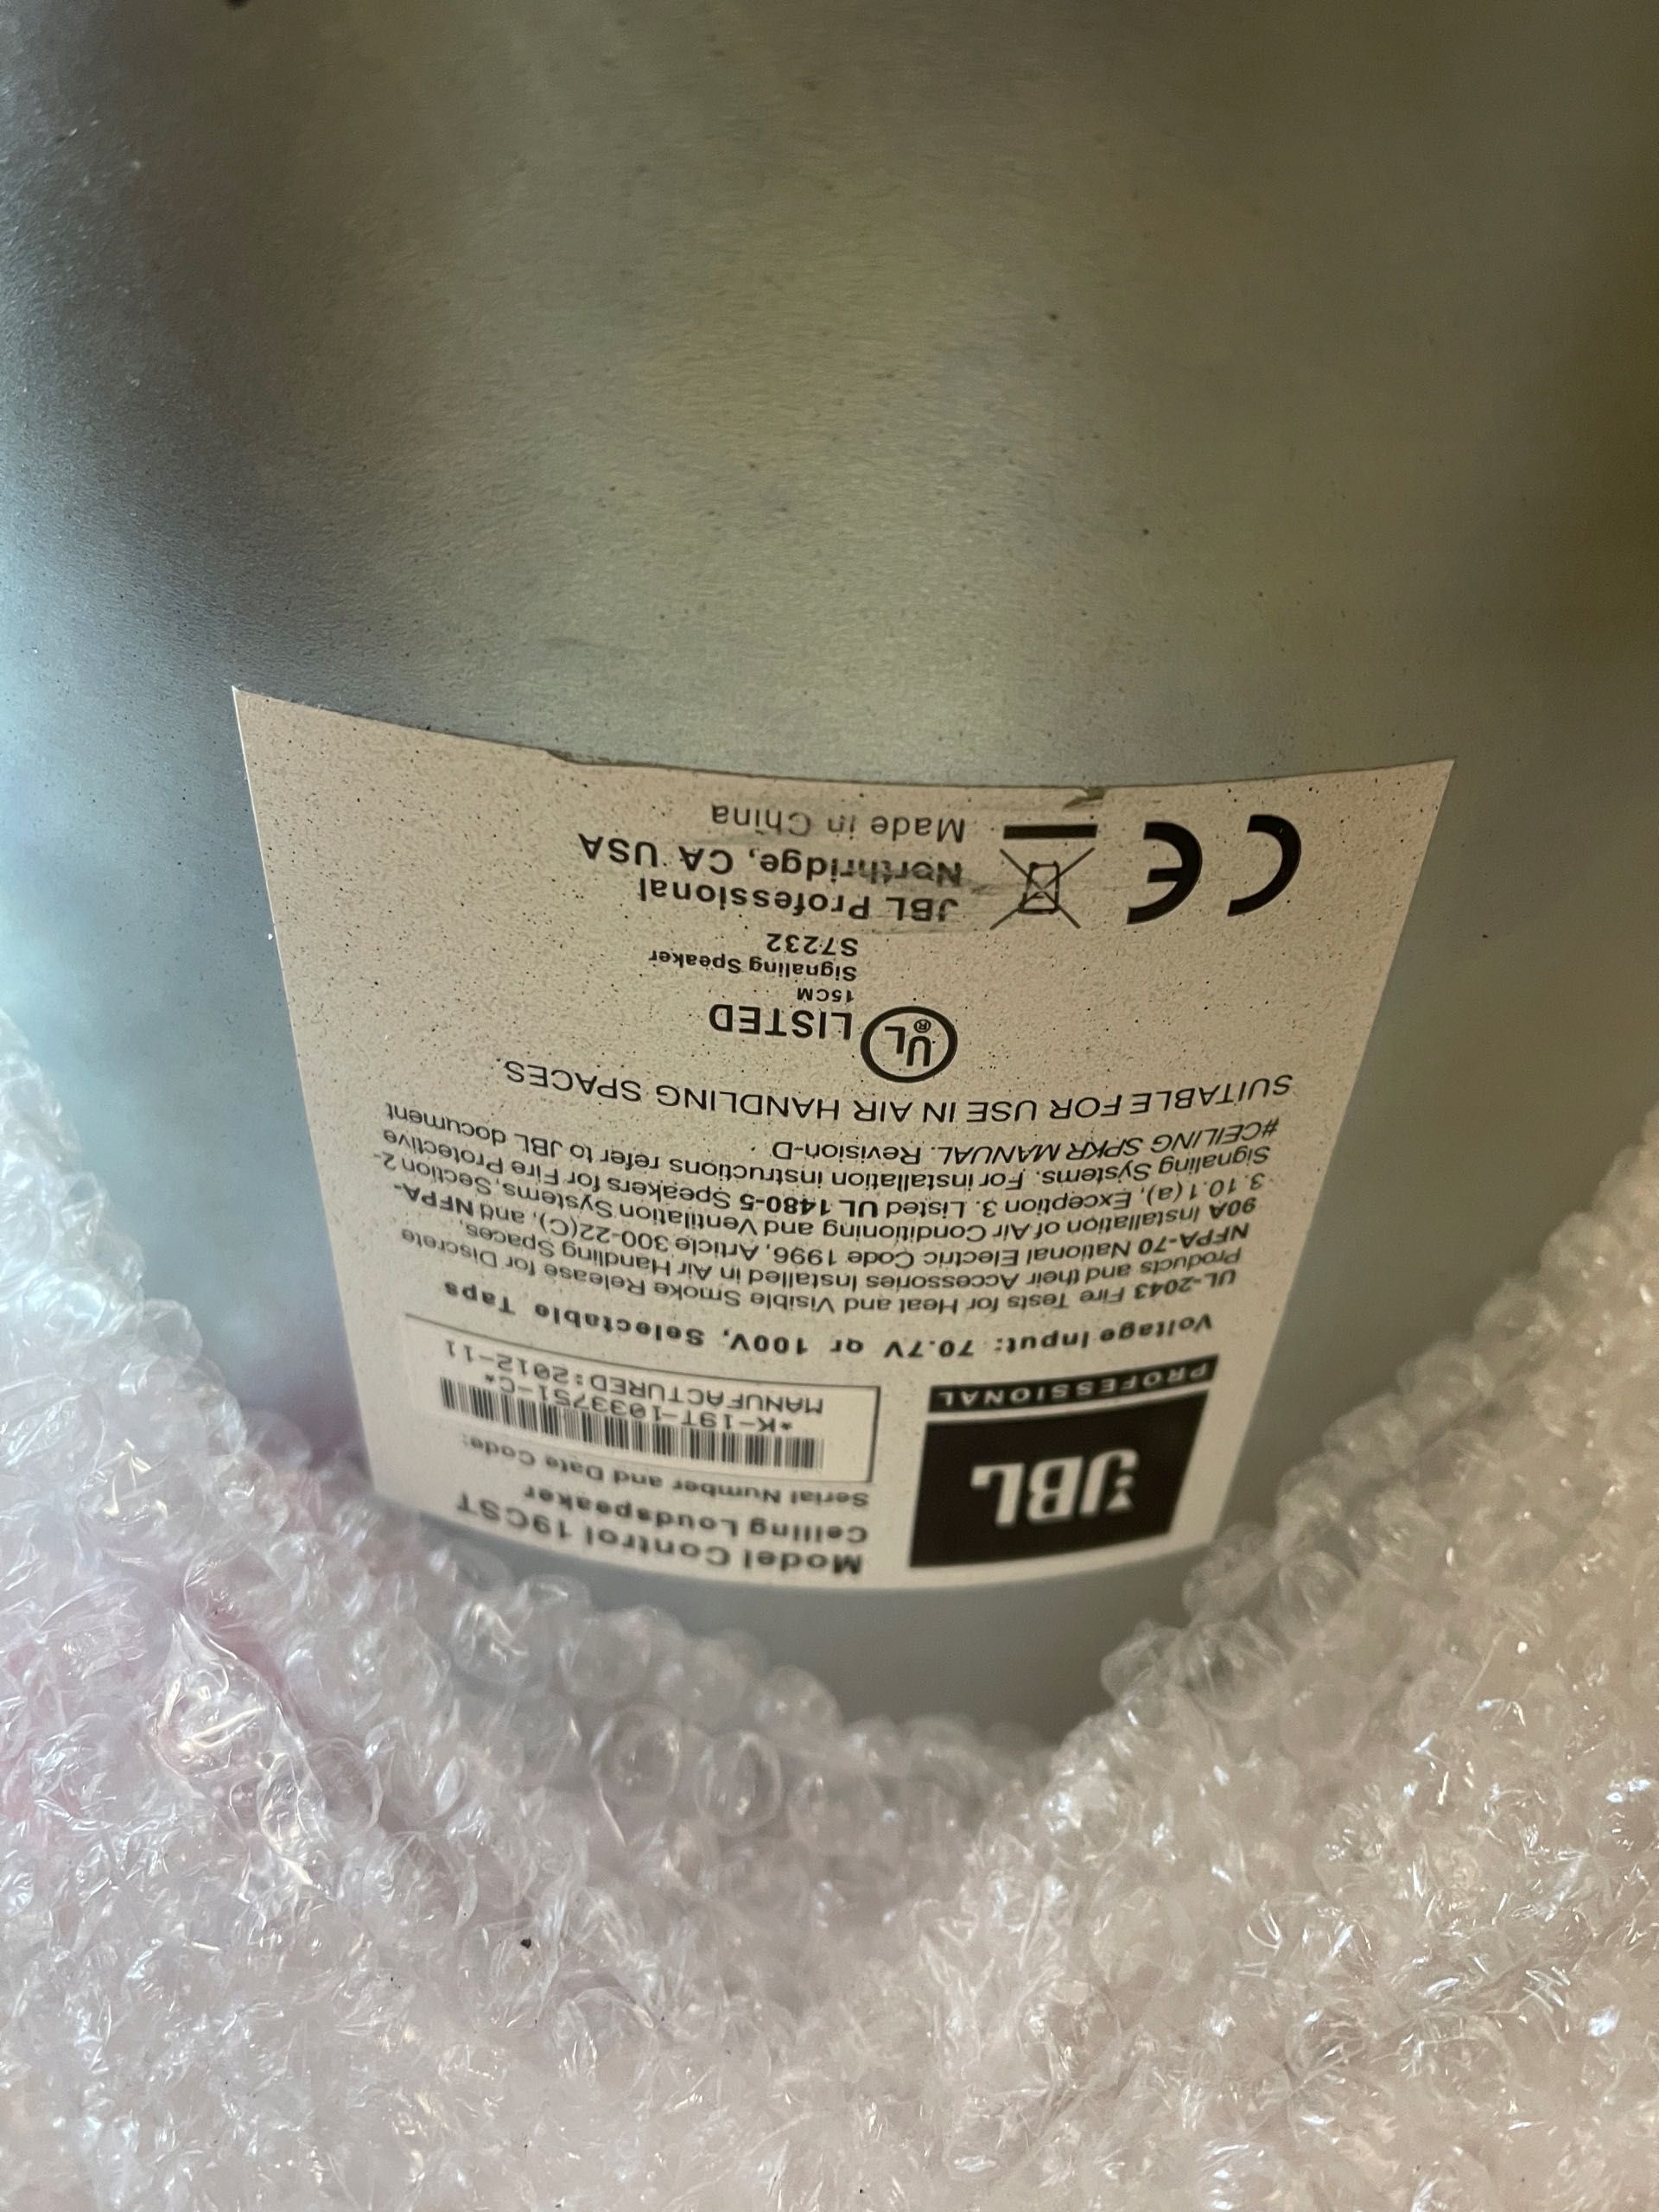 JBL
PROFESSIONAL
Model Control 19CST
Ceiling Loudspeaker
Serial Number and Date Code:
*K-19T-1033751-C*
MANUFACTURED:2012-11
Voltage Input: 70.7V or 100V, Selectable Taps
UL-2043 Fire Tests for Heat and Visible Smoke Release for Discrete
Products and their Accessories Installed in Air Handling Spaces,
NFPA-70 National Electric Code 1996, Article 300-22(C), and NFPA-
90A Installation of Air Conditioning and Ventilation Systems, Section 2-
3.10.1(a), Exception 3. Listed UL 1480-5 Speakers for Fire Protective
Signaling Systems. For installation instructions refer to JBL document
#CEILING SPKR MANUAL. Revision-D
SUITABLE FOR USE IN AIR HANDLING SPACES.
UL® LISTED
15CM
Signaling Speaker
S7232
JBL Professional
Northridge, CA USA
Made in China
CE